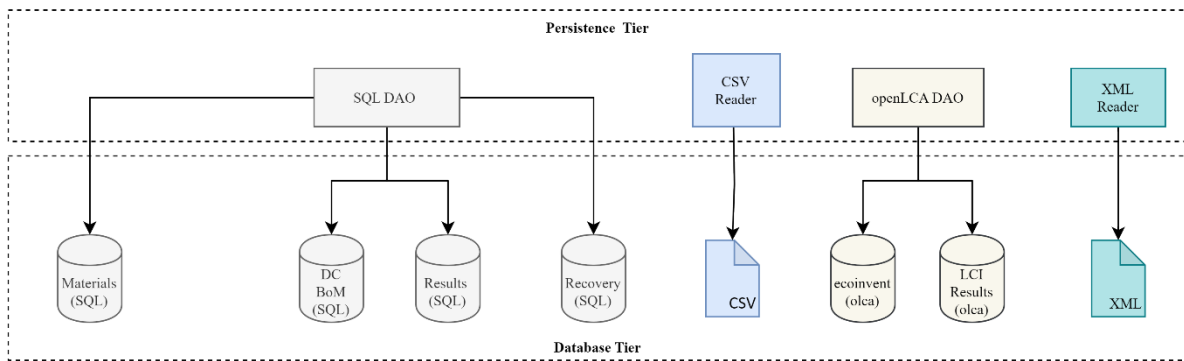 Persistence Tier
SQL DAO
CSV
Reader
openLCA DAO
XML
Reader
Materials
(SQL)
DC
BoM
(SQL)
Results
(SQL)
Recovery
(SQL)
CSV
ecoinvent
(olca)
LCI
Results
(olca)
XML
Database Tier